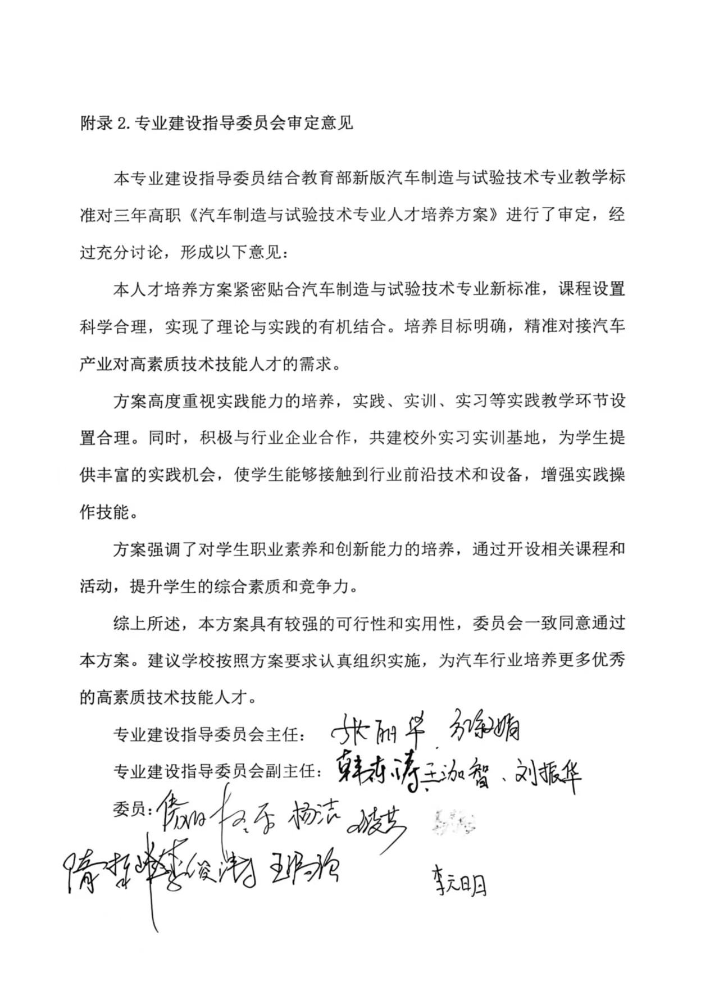 附录 2. 专业建设指导委员会审定意见
本专业建设指导委员结合教育部新版汽车制造与试验技术专业教学标
准对三年高职《汽车制造与试验技术专业人才培养方案》进行了审定，经
过充分讨论，形成以下意见：
本人才培养方案紧密贴合汽车制造与试验技术专业新标准，课程设置
科学合理，实现了理论与实践的有机结合。培养目标明确，精准对接汽车
产业对高素质技术技能人才的需求。
方案高度重视实践能力的培养，实践、实训、实习等实践教学环节设
置合理。同时，积极与行业企业合作，共建校外实习实训基地，为学生提
供丰富的实践机会，使学生能够接触到行业前沿技术和设备，增强实践操
作技能。
方案强调了对学生职业素养和创新能力的培养，通过开设相关课程和
活动，提升学生的综合素质和竞争力。
综上所述，本方案具有较强的可行性和实用性，委员会一致同意通过
本方案。建议学校按照方案要求认真组织实施，为汽车行业培养更多优秀
的高素质技术技能人才。
专业建设指导委员会主任： 张丽华
专业建设指导委员会副主任：韩东涛 王泇智、刘振华
委员： 杨洁
李俊涛
李元明